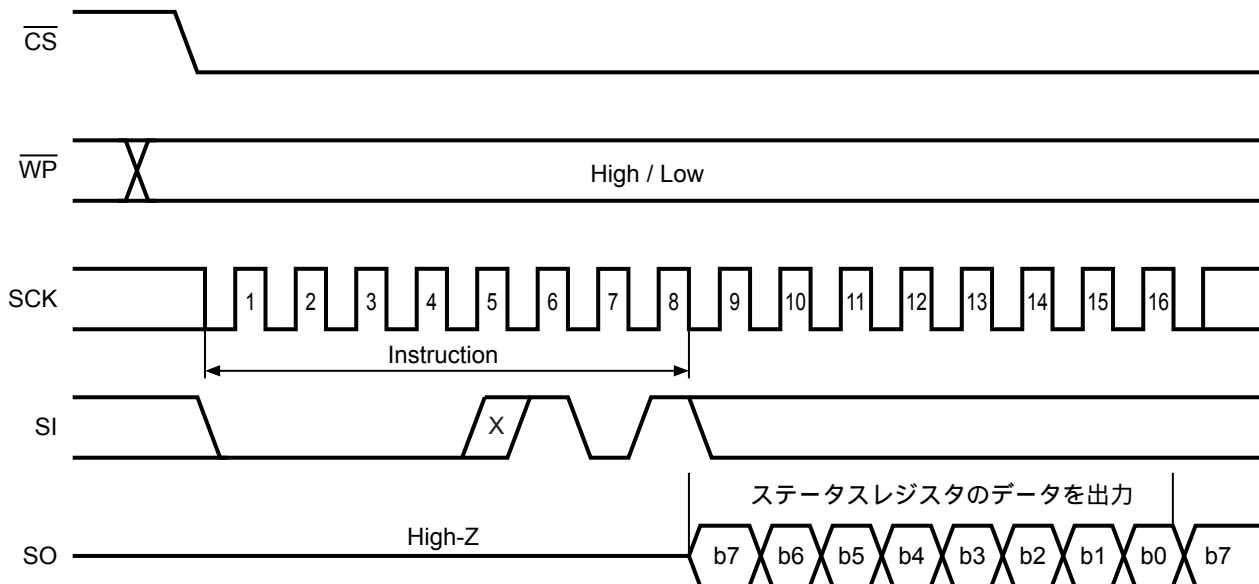 CS
WP
High / Low
SCK
1 2 3 4 5 6 7 8 9 10 11 12 13 14 15 16
Instruction
SI
X
ステータスレジスタのデータを出力
High-Z
SO
b7 b6 b5 b4 b3 b2 b1 b0 b7